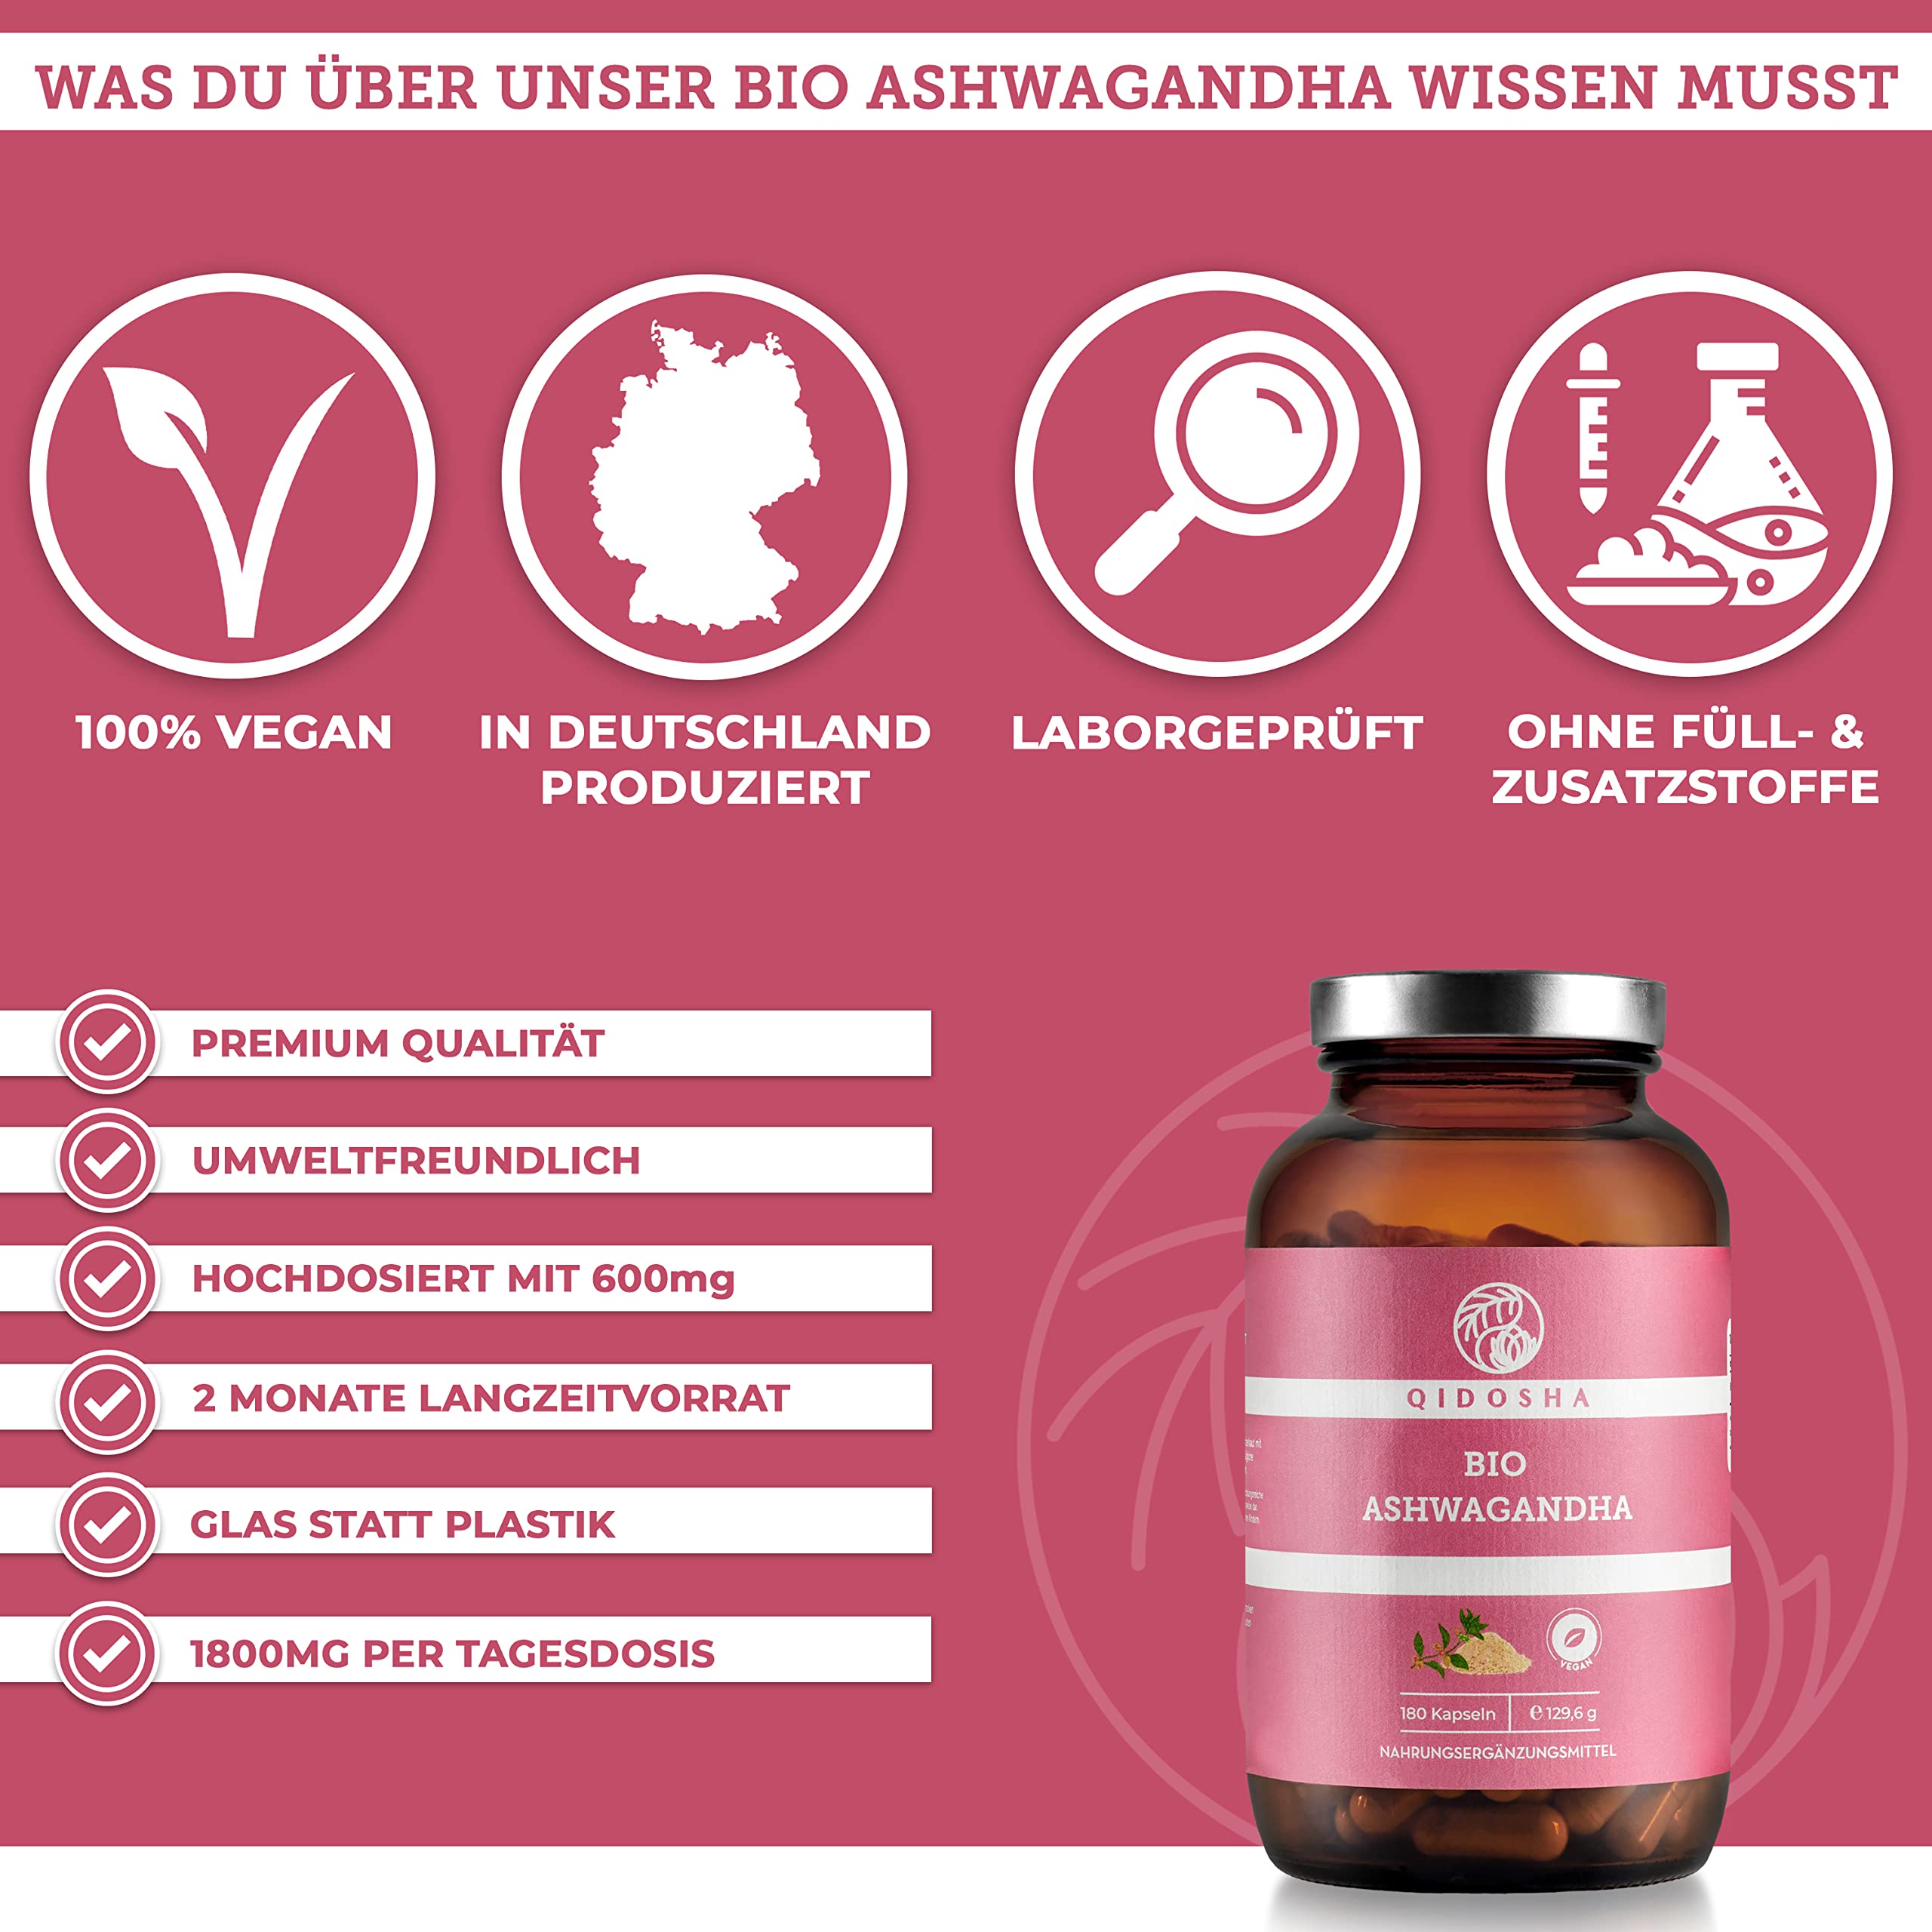 WAS DU ÜBER UNSER BIO ASHWAGANDHA WISSEN MUSST
100% VEGAN
IN DEUTSCHLAND
PRODUZIERT
LABORGEPRÜFT
OHNE FÜLL- &
ZUSATZSTOFFE
PREMIUM QUALITÄT
UMWELTFREUNDLICH
HOCHDOSIERT MIT 600mg
2 MONATE LANGZEITVORRAT
GLAS STATT PLASTIK
1800MG PER TAGESDOSIS
QIDOSHA
BIO
ASHWAGANDHA
VEGAN
180 Kapseln
℮ 129,6 g
NAHRUNGSERGÄNZUNGSMITTEL